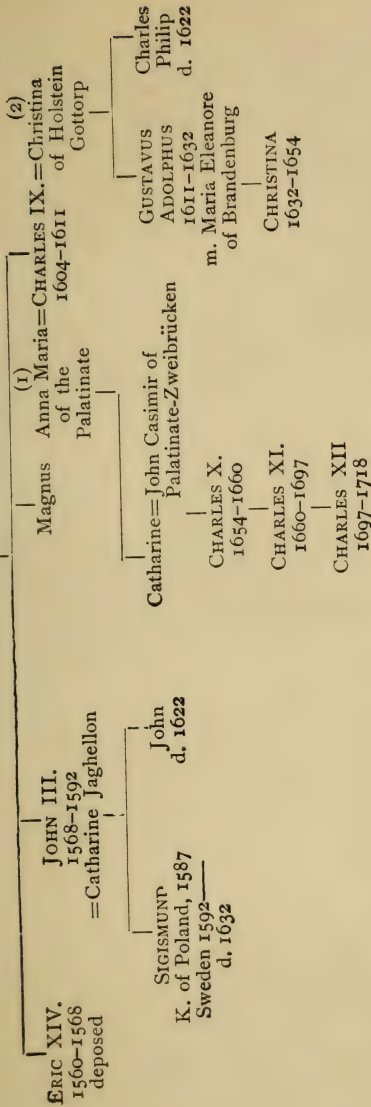 ERIC XIV.
1560–1568
deposed
JOHN III.
1568–1592
=Catharine Jaghellon
SIGISMUND
K. of Poland, 1587
Sweden 1592——
d. 1632
John
d. 1622
Magnus
(1)
Anna Maria=CHARLES IX.=Christina
of the
Palatinate
1604–1611
(2)
of Holstein
Gottorp
Catharine=John Casimir of
Palatinate-Zweibrücken
CHARLES X.
1654–1660
CHARLES XI.
1660–1697
CHARLES XII
1697–1718
GUSTAVUS
ADOLPHUS
1611–1632
m. Maria Eleanore
of Brandenburg
CHRISTINA
1632–1654
Charles
Philip
d. 1622